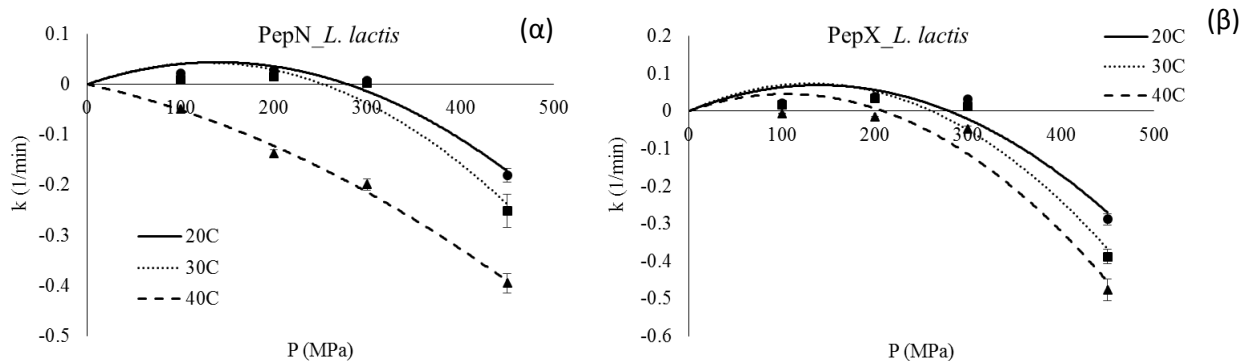 PepN_L. lactis
(α)
0.1
0
-0.1
-0.2
-0.3
-0.4
-0.5
0
100
200
300
400
500
k (1/min)
P (MPa)
20C
30C
40C
PepX_L. lactis
(β)
0.2
0.1
0
-0.1
-0.2
-0.3
-0.4
-0.5
-0.6
0
100
200
300
400
500
k (1/min)
P (MPa)
20C
30C
40C